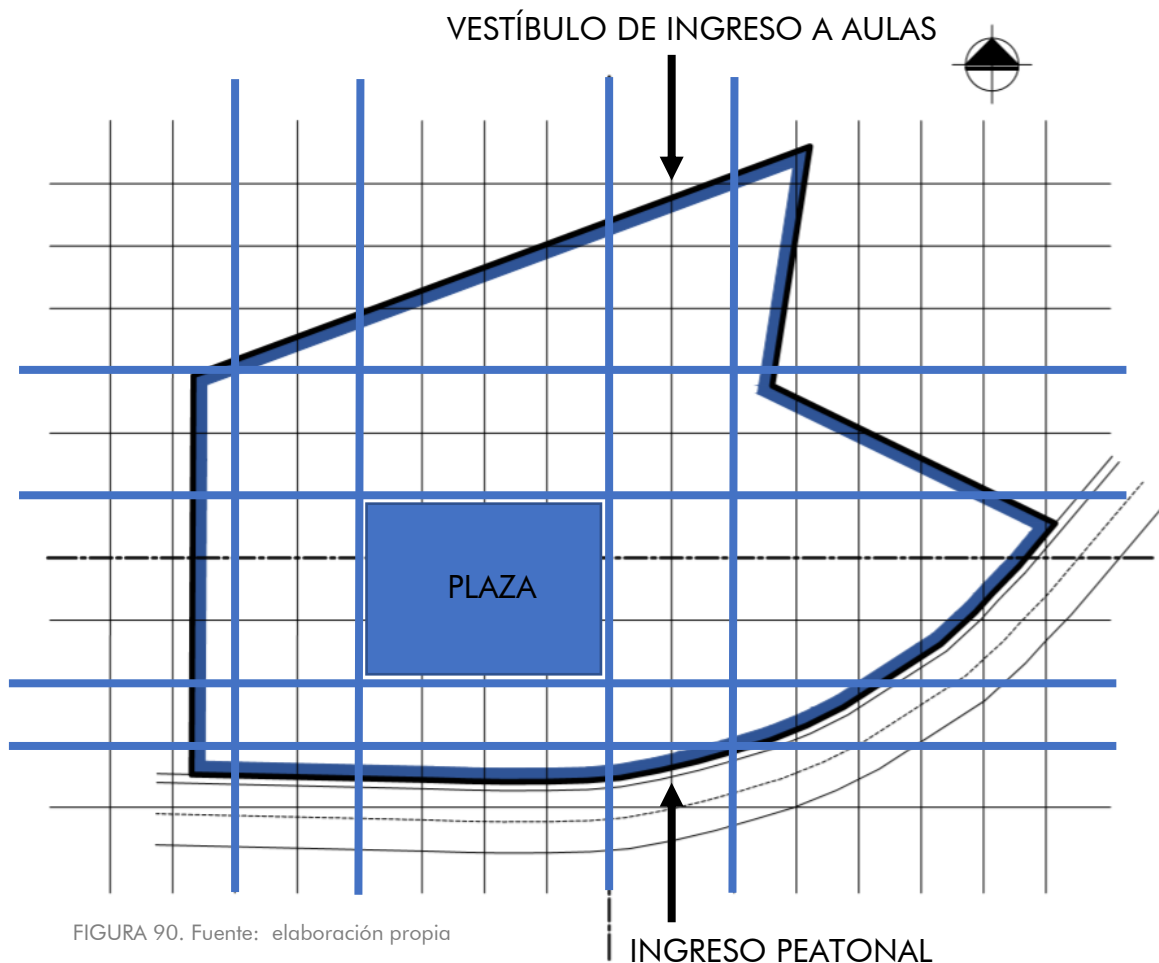 VESTÍBULO DE INGRESO A AULAS
PLAZA
FIGURA 90. Fuente: elaboración propia
INGRESO PEATONAL